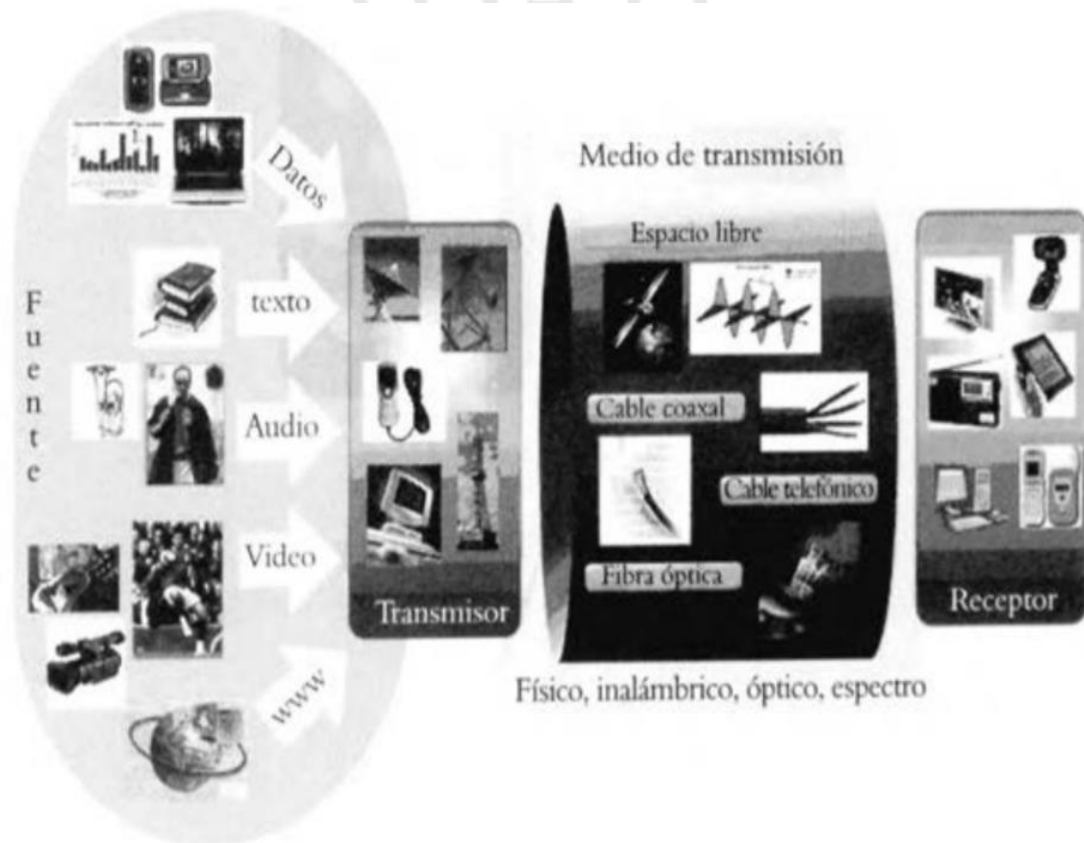 Fuente
Datos
texto
Audio
Video
www
Transmisor
Medio de transmisión
Espacio libre
Cable coaxal
Cable telefónico
Fibra óptica
Físico, inalámbrico, óptico, espectro
Receptor